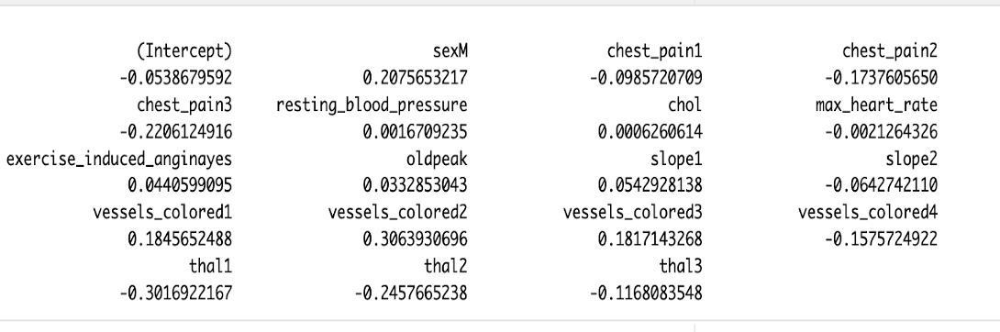 (Intercept) sexM chest_pain1 chest_pain2
-0.0538679592 0.2075653217 -0.0985720709 -0.1737605650
chest_pain3 resting_blood_pressure chol max_heart_rate
-0.2206124916 0.0016709235 0.0006260614 -0.0021264326
exercise_induced_anginayes oldpeak slope1 slope2
0.0440599095 0.0332853043 0.0542928138 -0.0642742110
vessels_colored1 vessels_colored2 vessels_colored3 vessels_colored4
0.1845652488 0.3063930696 0.1817143268 -0.1575724922
thal1 thal2 thal3
-0.3016922167 -0.2457665238 -0.1168083548